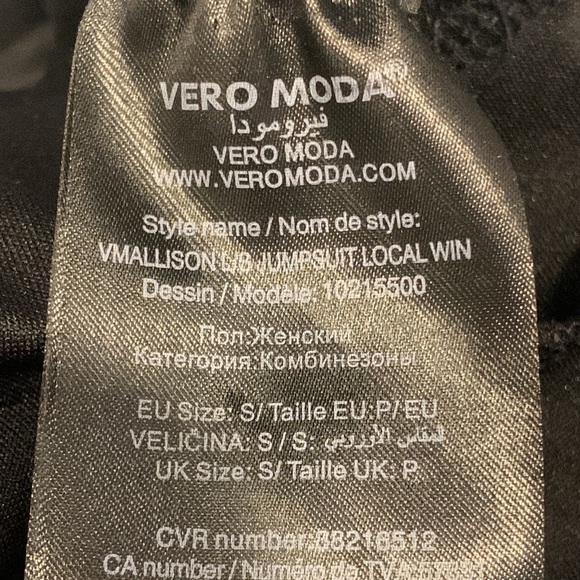 VERO MODA®
فيرومودا
VERO MODA
WWW.VEROMODA.COM
Style name / Nom de style:
VMALLISON L/S JUMPSUIT LOCAL WIN
Dessin / Modèle: 10215500
Пол:Женский
Категория:Комбинезоны
EU Size: S/ Taille EU:P/ EU
VELIČINA: S / S: المقاس الأوروبي
UK Size: S/ Taille UK: P
CVR number:88216512
CA number/ Numéro de TVA